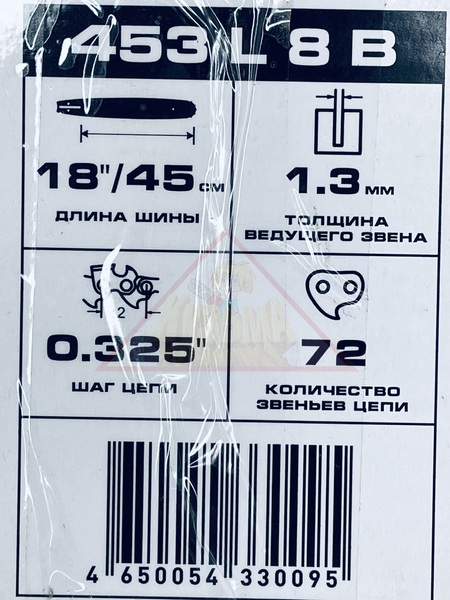 453 L 8 B
18"/45 см
ДЛИНА ШИНЫ
1.3 мм
ТОЛЩИНА
ВЕДУЩЕГО ЗВЕНА
2
0.325"
ШАГ ЦЕПИ
72
КОЛИЧЕСТВО
ЗВЕНЬЕВ ЦЕПИ
4 650054 330095